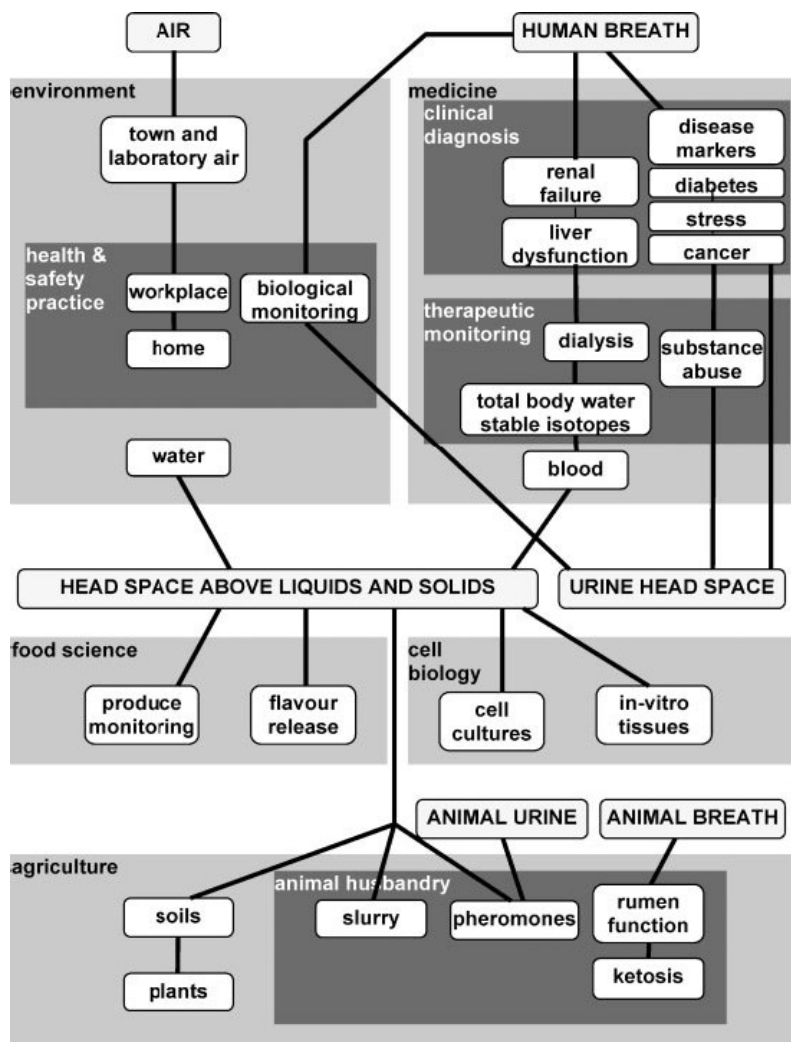 AIR
HUMAN BREATH
environment
town and
laboratory air
health &
safety
practice
workplace
home
biological
monitoring
water
medicine
clinical
diagnosis
renal
failure
liver
dysfunction
disease
markers
diabetes
stress
cancer
therapeutic
monitoring
dialysis
total body water
stable isotopes
substance
abuse
blood
HEAD SPACE ABOVE LIQUIDS AND SOLIDS
URINE HEAD SPACE
food science
produce
monitoring
flavour
release
cell
biology
cell
cultures
in-vitro
tissues
ANIMAL URINE
ANIMAL BREATH
agriculture
soils
plants
animal husbandry
slurry
pheromones
rumen
function
ketosis